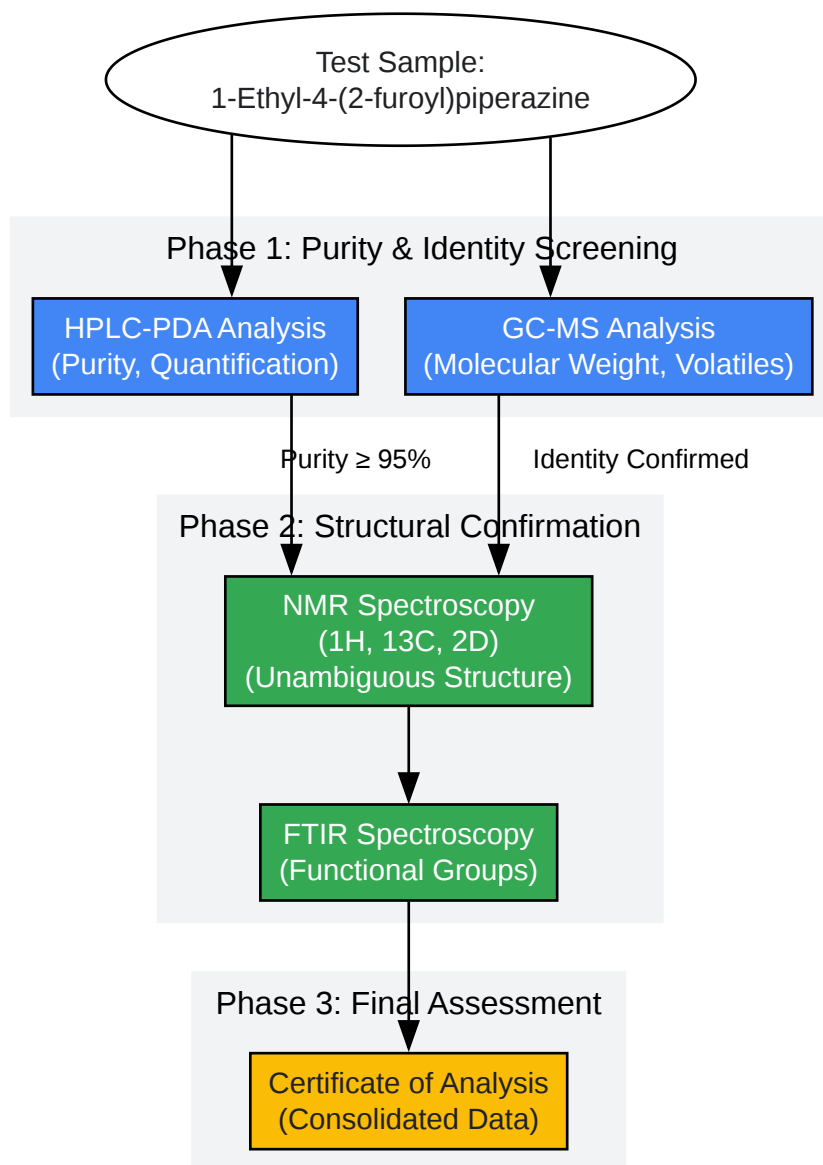 Test Sample:
1-Ethyl-4-(2-furoyl)piperazine
Phase 1: Purity & Identity Screening
HPLC-PDA Analysis
(Purity, Quantification)
GC-MS Analysis
(Molecular Weight, Volatiles)
Purity ≥ 95%
Identity Confirmed
Phase 2: Structural Confirmation
NMR Spectroscopy
(1H, 13C, 2D)
(Unambiguous Structure)
FTIR Spectroscopy
(Functional Groups)
Phase 3: Final Assessment
Certificate of Analysis
(Consolidated Data)